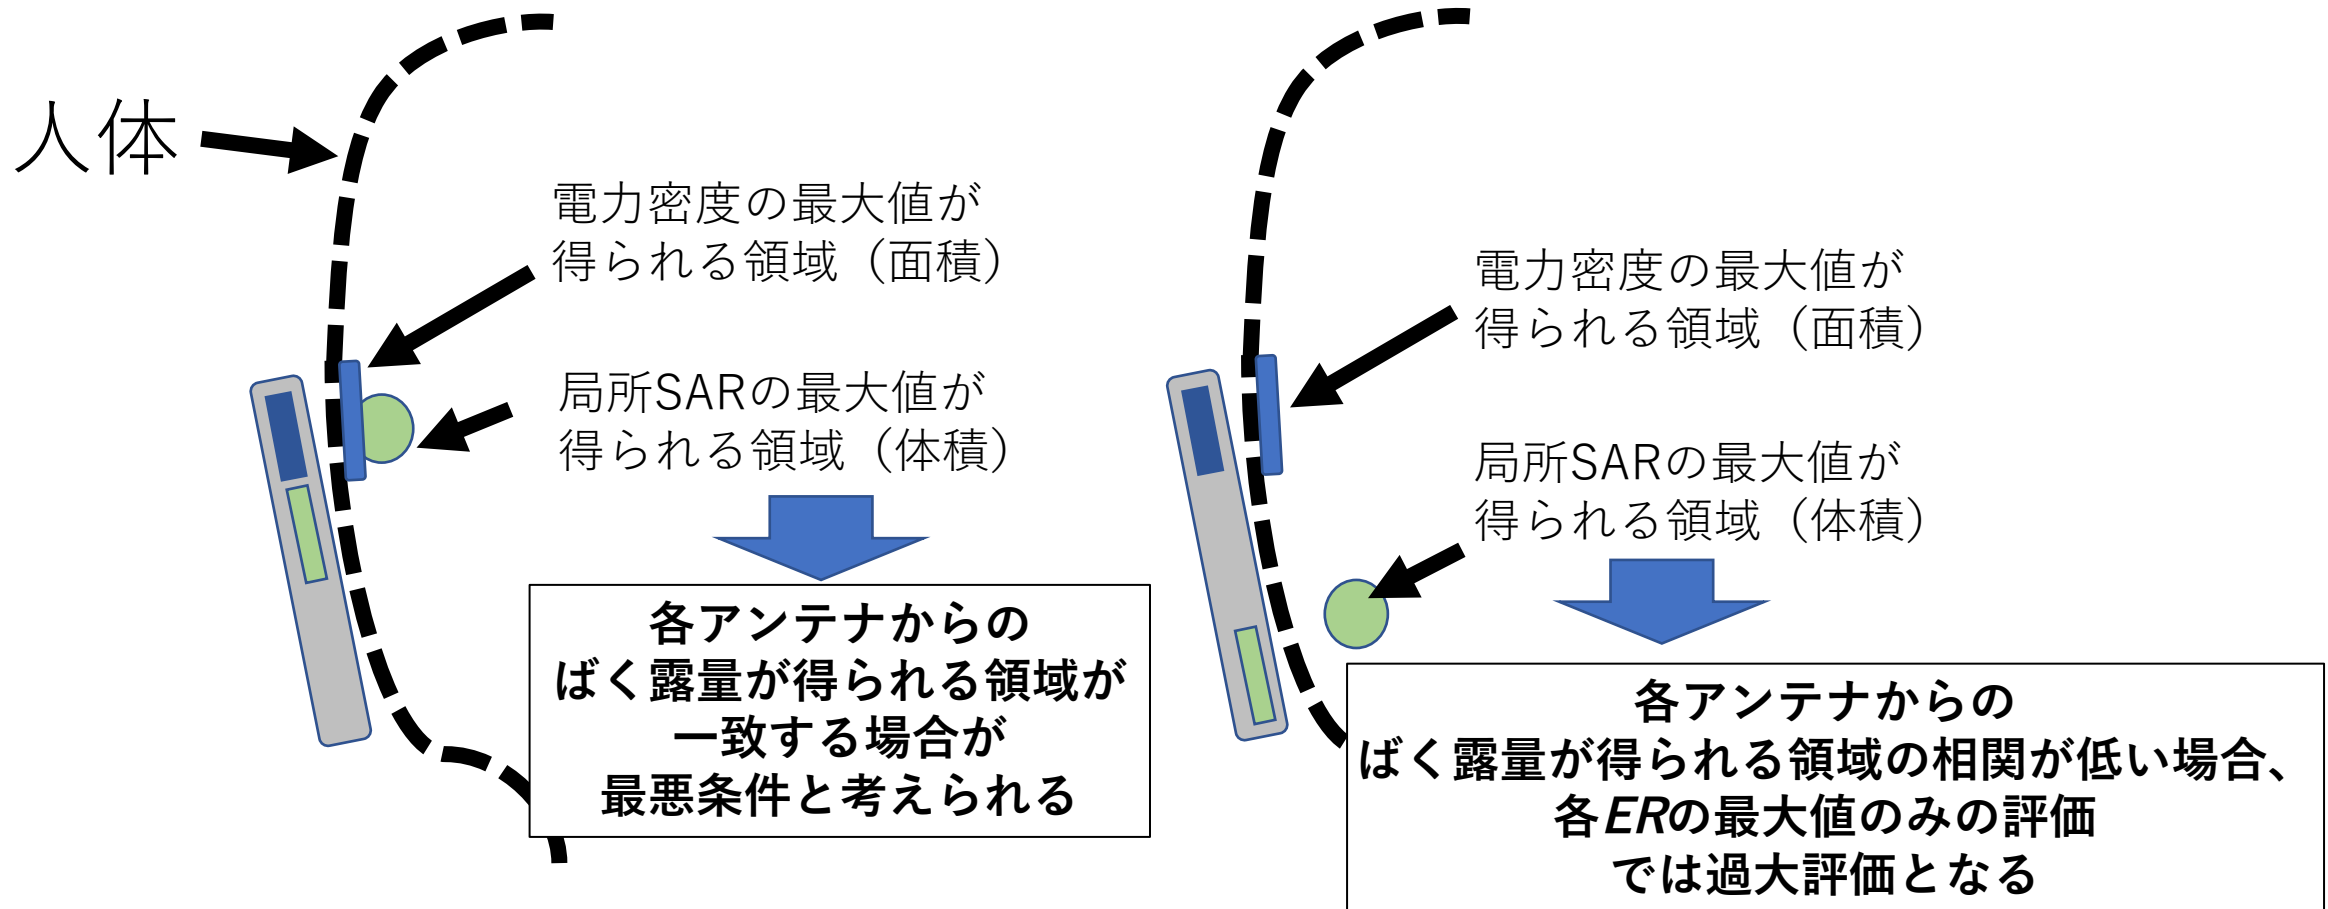 人体
電力密度の最大値が
得られる領域（面積）
局所SARの最大値が
得られる領域（体積）
各アンテナからの
ばく露量が得られる領域が
一致する場合が
最悪条件と考えられる
電力密度の最大値が
得られる領域（面積）
局所SARの最大値が
得られる領域（体積）
各アンテナからの
ばく露量が得られる領域の相関が低い場合、
各ERの最大値のみの評価
では過大評価となる